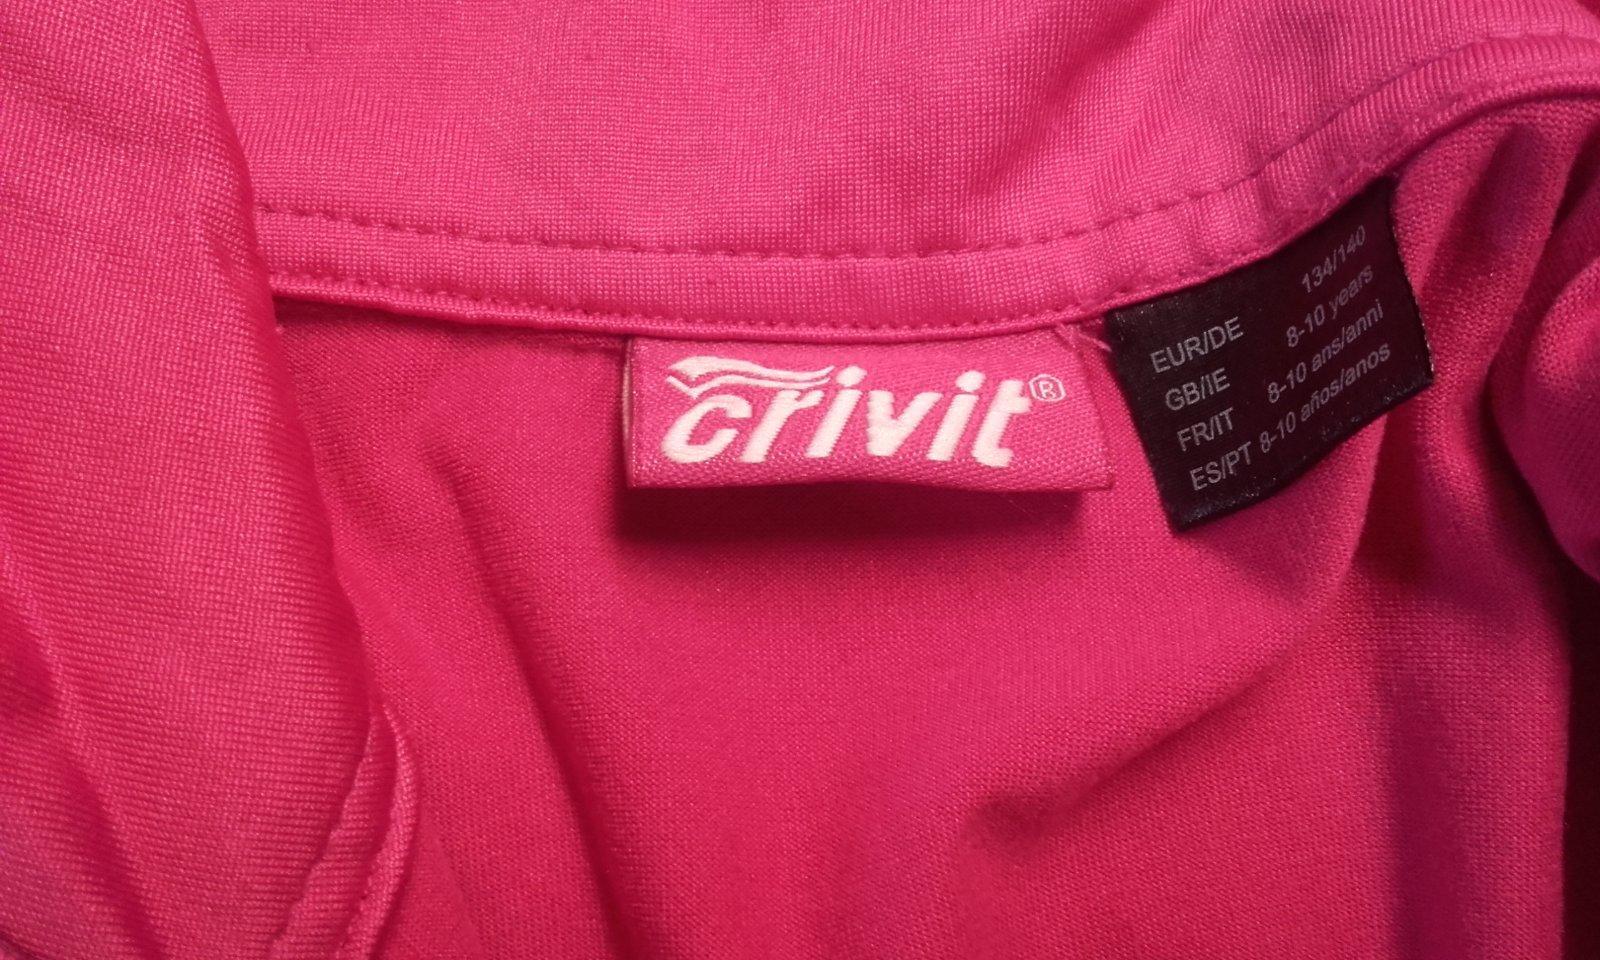 crivit®
EUR/DE 134/140
GB/IE 8-10 years
FR/IT 8-10 ans/anni
ES/PT 8-10 años/anos